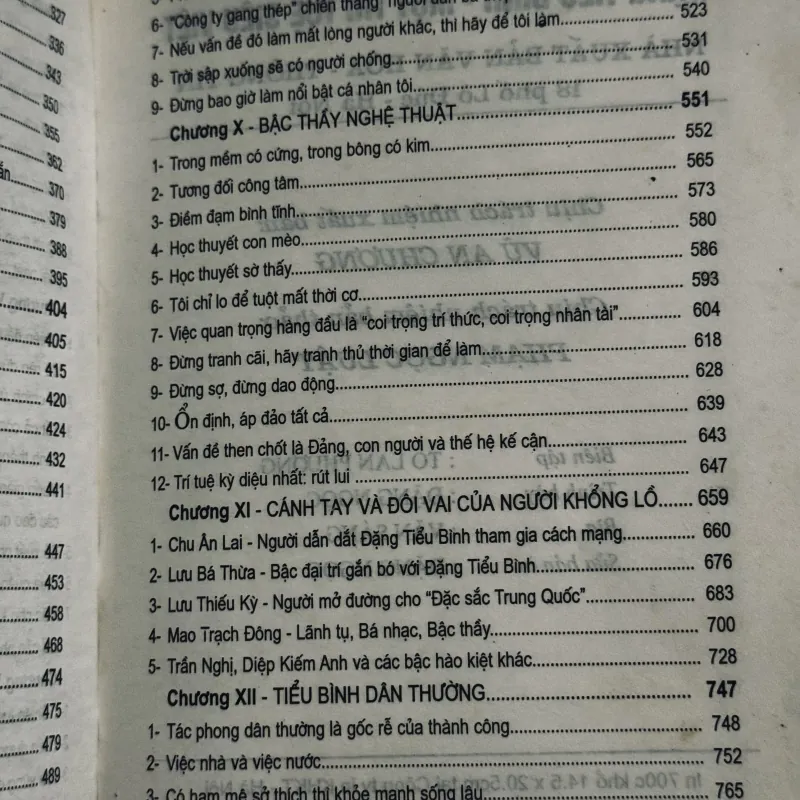 327
336
343
350
355
362
370
379
388
395
404
405
415
420
424
432
441
447
453
458
468
474
475
479
489
6- "Công ty gang thép" chiến thắng
7- Nếu vấn đề đó làm mất lòng người khác, thì hãy để tôi làm 523
8- Trời sập xuống sẽ có người chống 531
9- Đừng bao giờ làm nổi bật cá nhân tôi 540
Chương X - BẬC THẦY NGHỆ THUẬT 551
1- Trong mềm có cứng, trong bông có kim 552
2- Tương đối công tâm 565
3- Điềm đạm bình tĩnh 573
4- Học thuyết con mèo 580
5- Học thuyết sờ thấy 586
6- Tôi chỉ lo để tuột mất thời cơ 593
7- Việc quan trọng hàng đầu là "coi trọng trí thức, coi trọng nhân tài" 604
8- Đừng tranh cãi, hãy tranh thủ thời gian để làm 618
9- Đừng sợ, đừng dao động 628
10- Ổn định, áp đảo tất cả 639
11- Vấn đề then chốt là Đảng, con người và thế hệ kế cận 643
12- Trí tuệ kỳ diệu nhất: rút lui 647
Chương XI - CÁNH TAY VÀ ĐÔI VAI CỦA NGƯỜI KHỔNG LỒ 659
1- Chu Ân Lai - Người dẫn dắt Đặng Tiểu Bình tham gia cách mạng 660
2- Lưu Bá Thừa - Bậc đại trí gắn bó với Đặng Tiểu Bình 676
3- Lưu Thiếu Kỳ - Người mở đường cho "Đặc sắc Trung Quốc" 683
4- Mao Trạch Đông - Lãnh tụ, Bá nhạc, Bậc thầy 700
5- Trần Nghị, Diệp Kiếm Anh và các bậc hào kiệt khác 728
Chương XII - TIỂU BÌNH DÂN THƯỜNG 747
1- Tác phong dân thường là gốc rễ của thành công 748
2- Việc nhà và việc nước 752
3- Có ham mê sở thích thì khỏe mạnh sống lâu 765